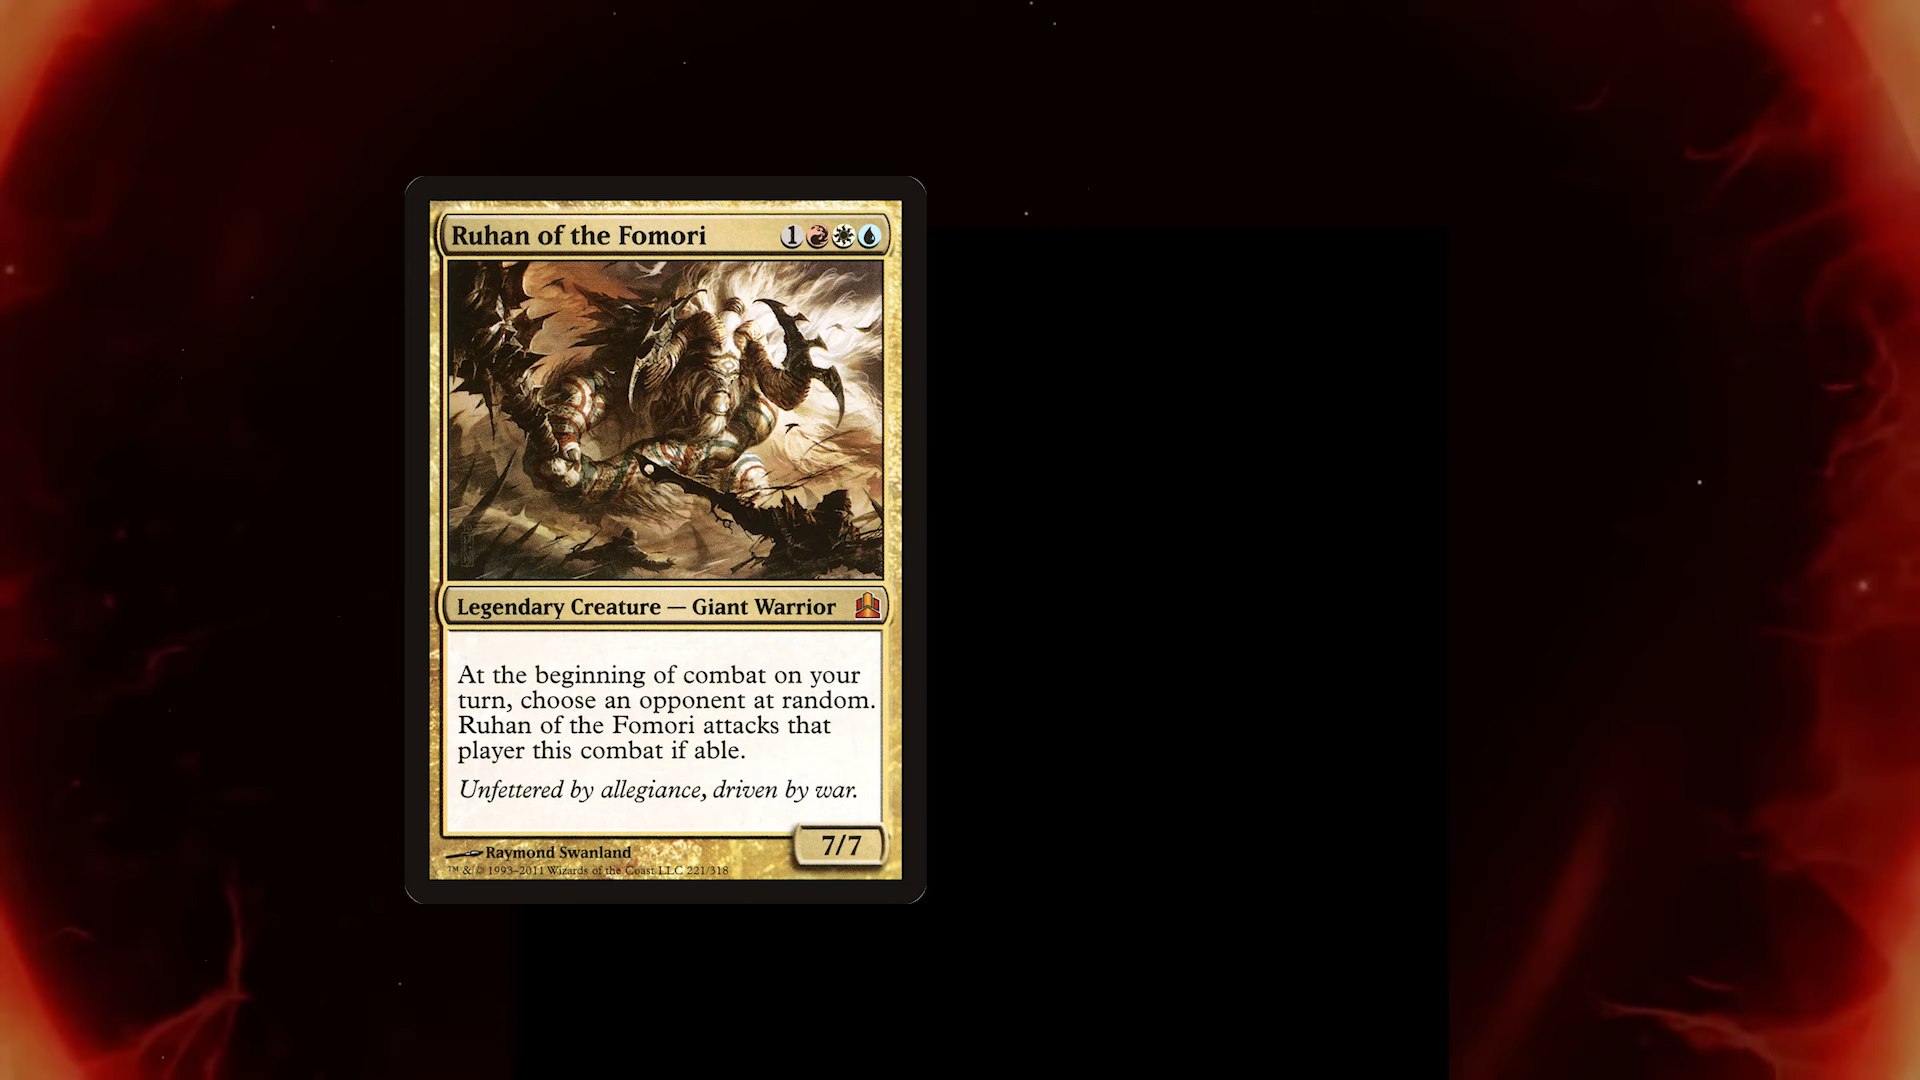 Ruhan of the Fomori 1
Legendary Creature — Giant Warrior
At the beginning of combat on your
turn, choose an opponent at random.
Ruhan of the Fomori attacks that
player this combat if able.
Unfettered by allegiance, driven by war.
7/7
Raymond Swanland
™ & © 1993–2011 Wizards of the Coast LLC 221/318